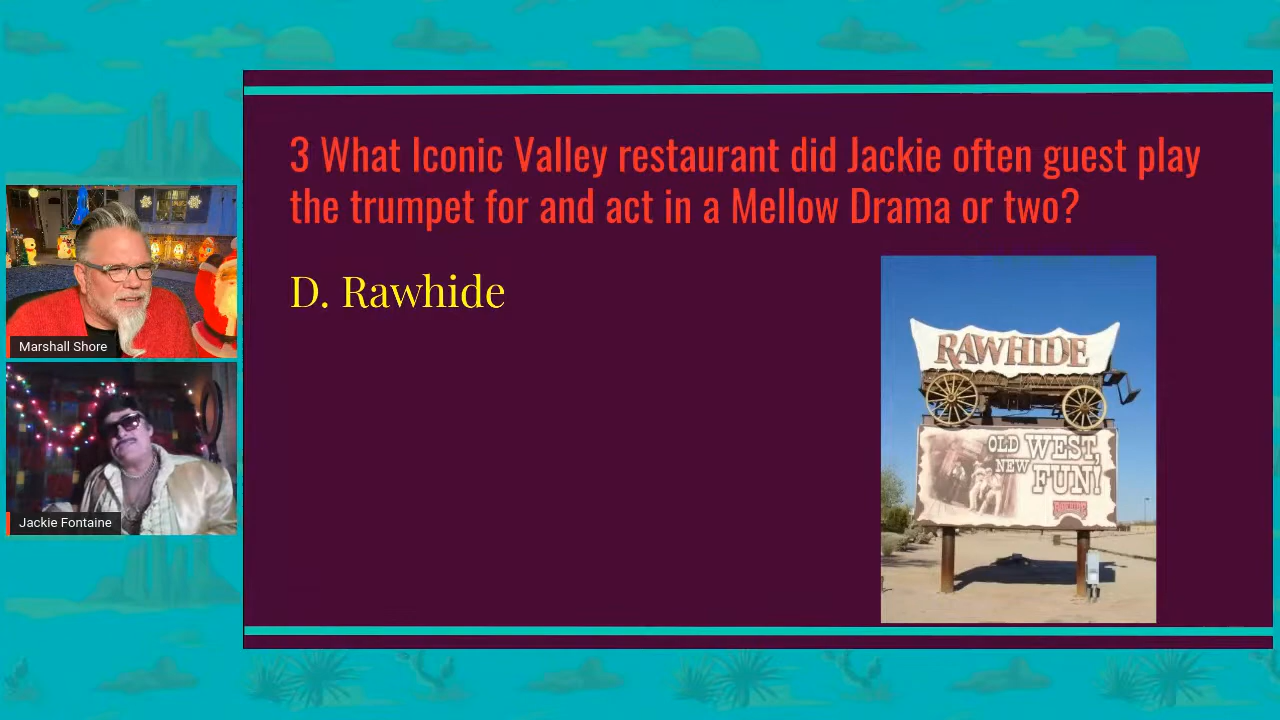 3 What Iconic Valley restaurant did Jackie often guest play
the trumpet for and act in a Mellow Drama or two?
D. Rawhide
RAWHIDE
OLD WEST,
NEW FUN!
RAWHIDE
Marshall Shore
Jackie Fontaine